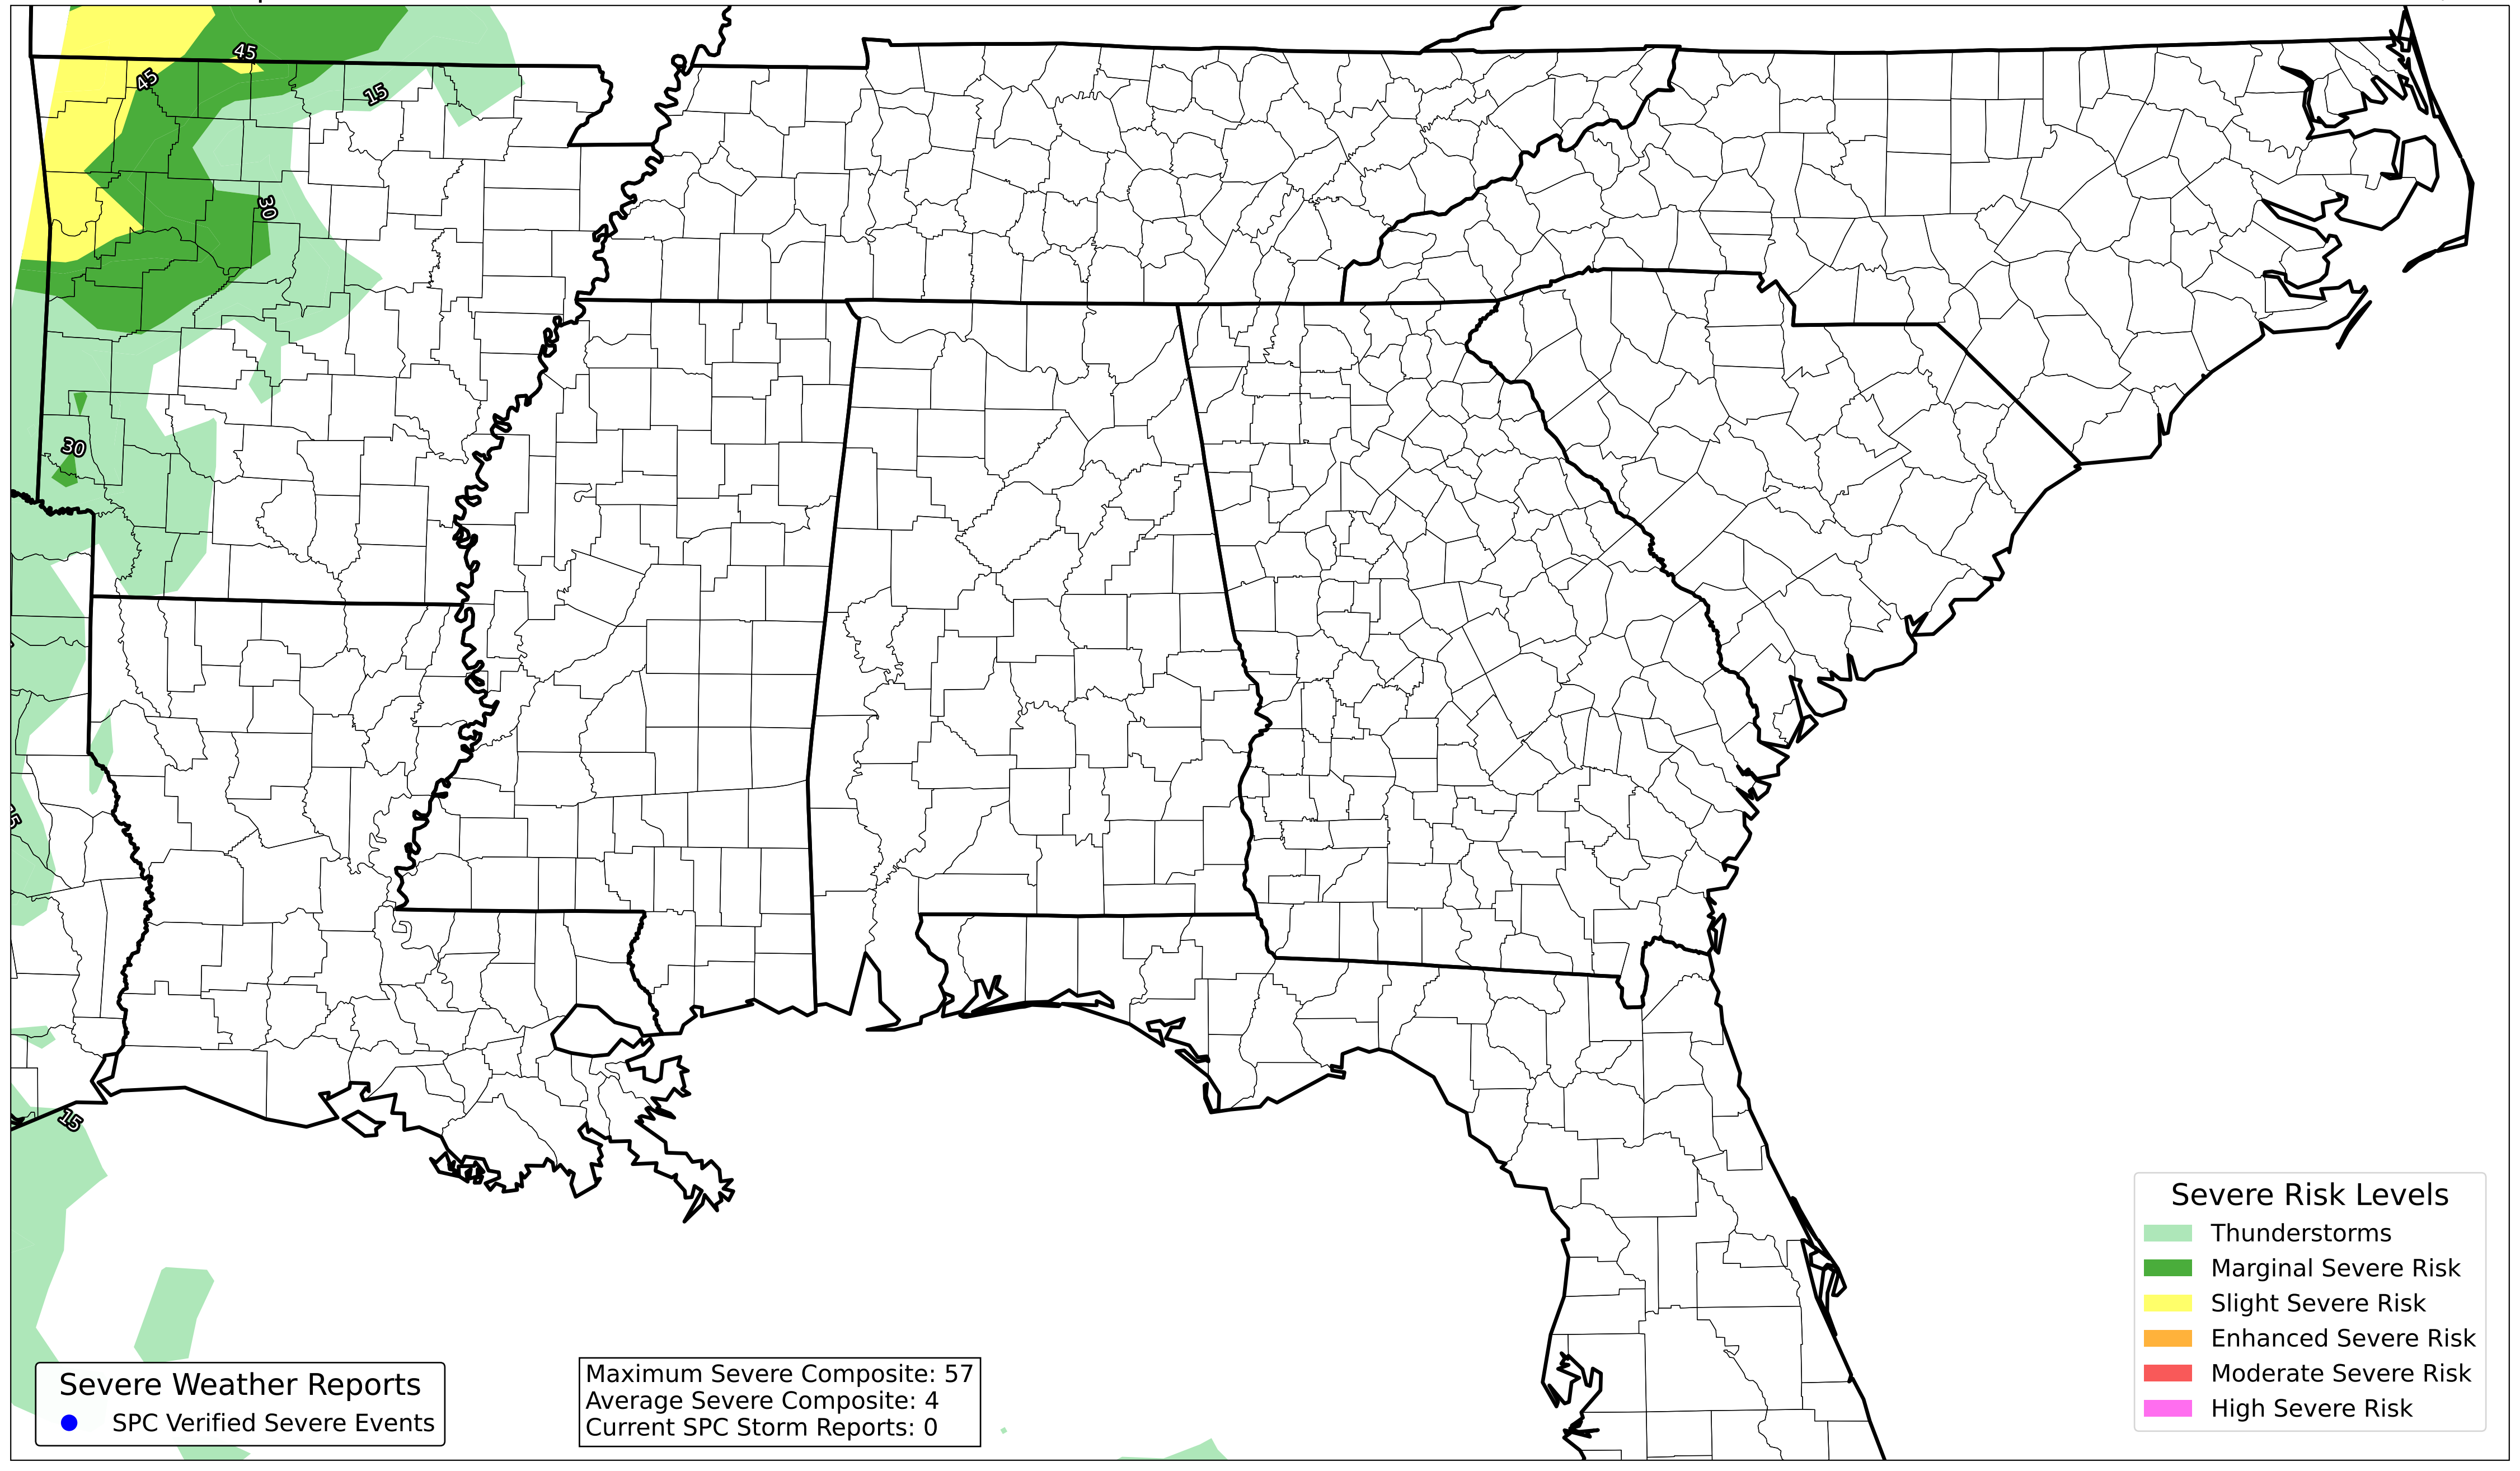 45
45
15
30
30
15
Severe Risk Levels
Thunderstorms
Marginal Severe Risk
Slight Severe Risk
Enhanced Severe Risk
Moderate Severe Risk
High Severe Risk
Severe Weather Reports
SPC Verified Severe Events
Maximum Severe Composite: 57
Average Severe Composite: 4
Current SPC Storm Reports: 0